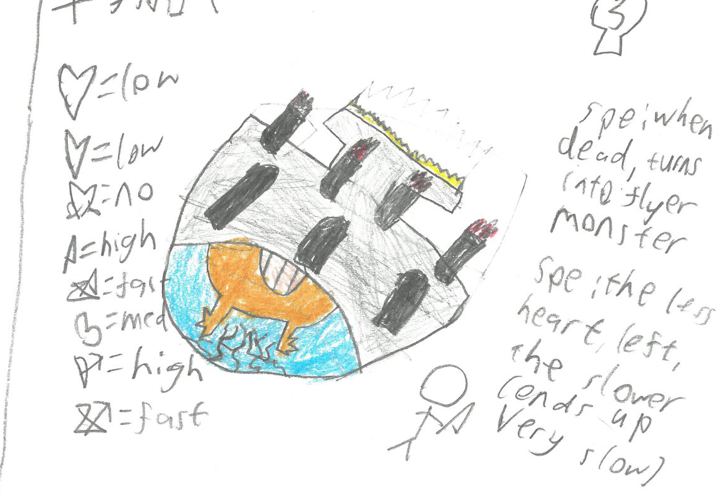 =low
=low
=no
=high
=fast
=med
=high
=fast
3
spe; when
dead, turns
into flyer
monster
spe; the less
heart, left,
the slower
(ends up
very slow)